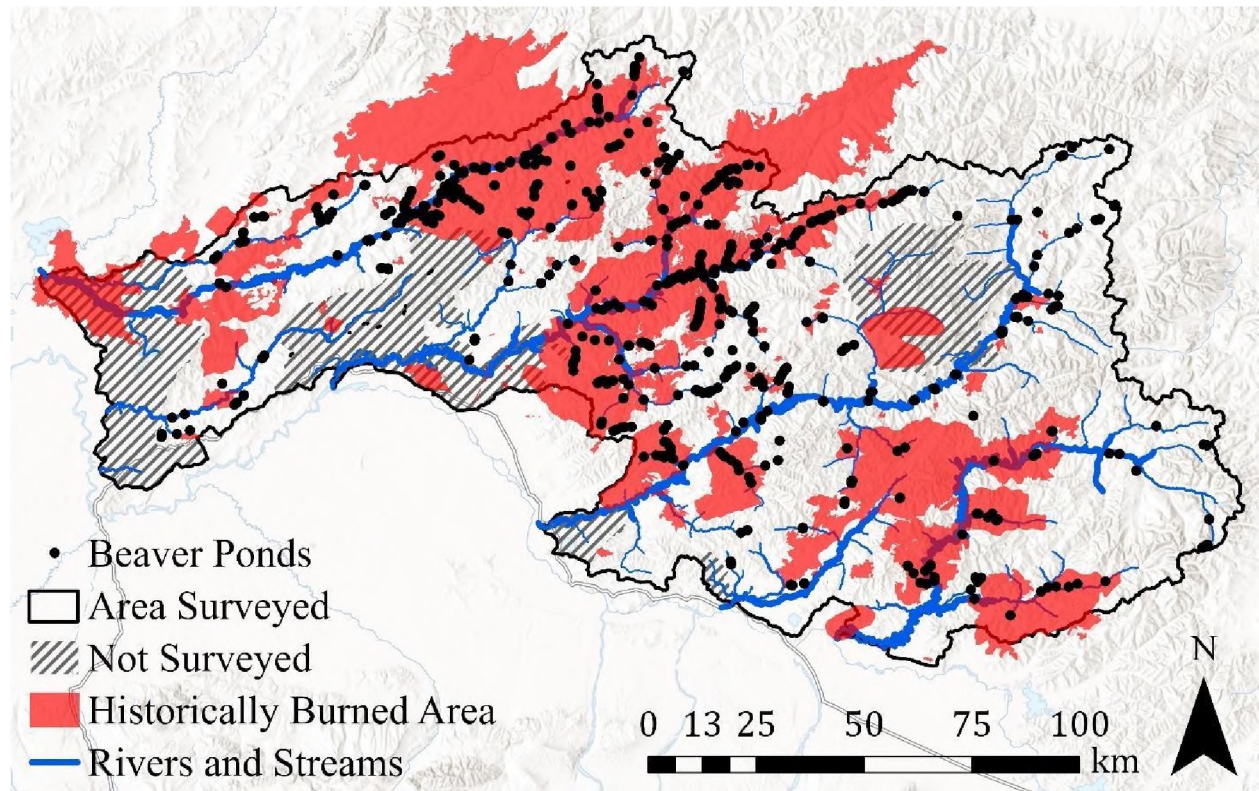 Beaver Ponds
Area Surveyed
Not Surveyed
Historically Burned Area
Rivers and Streams
N
0 13 25 50 75 100
km